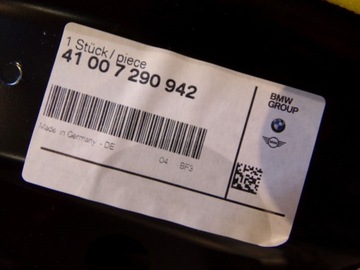 1 Stück / piece
41 00 7 290 942
Made in Germany - DE 04 BF3
BMW
GROUP